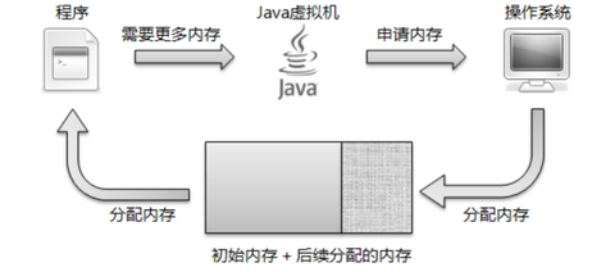 程序
Java虚拟机
操作系统
需要更多内存
申请内存
>_
Java
分配内存
分配内存
初始内存 + 后续分配的内存